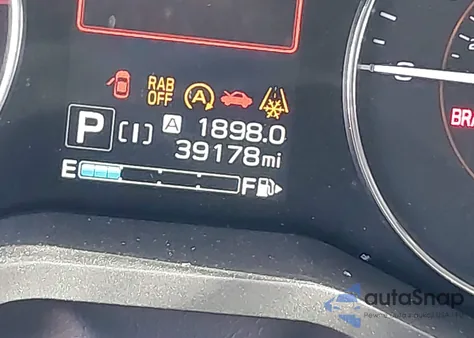 RAB
OFF
A
P
(I)
A 1898.0
39178mi
E
F
BRA
autoSnap